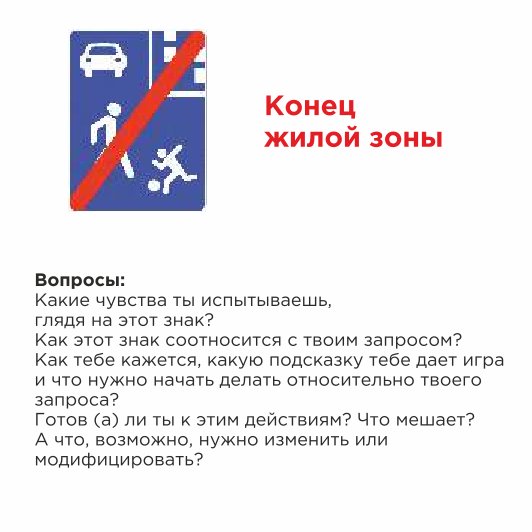 Конец
жилой зоны
Вопросы:
Какие чувства ты испытываешь,
глядя на этот знак?
Как этот знак соотносится с твоим запросом?
Как тебе кажется, какую подсказку тебе дает игра
и что нужно начать делать относительно твоего
запроса?
Готов (а) ли ты к этим действиям? Что мешает?
А что, возможно, нужно изменить или
модифицировать?